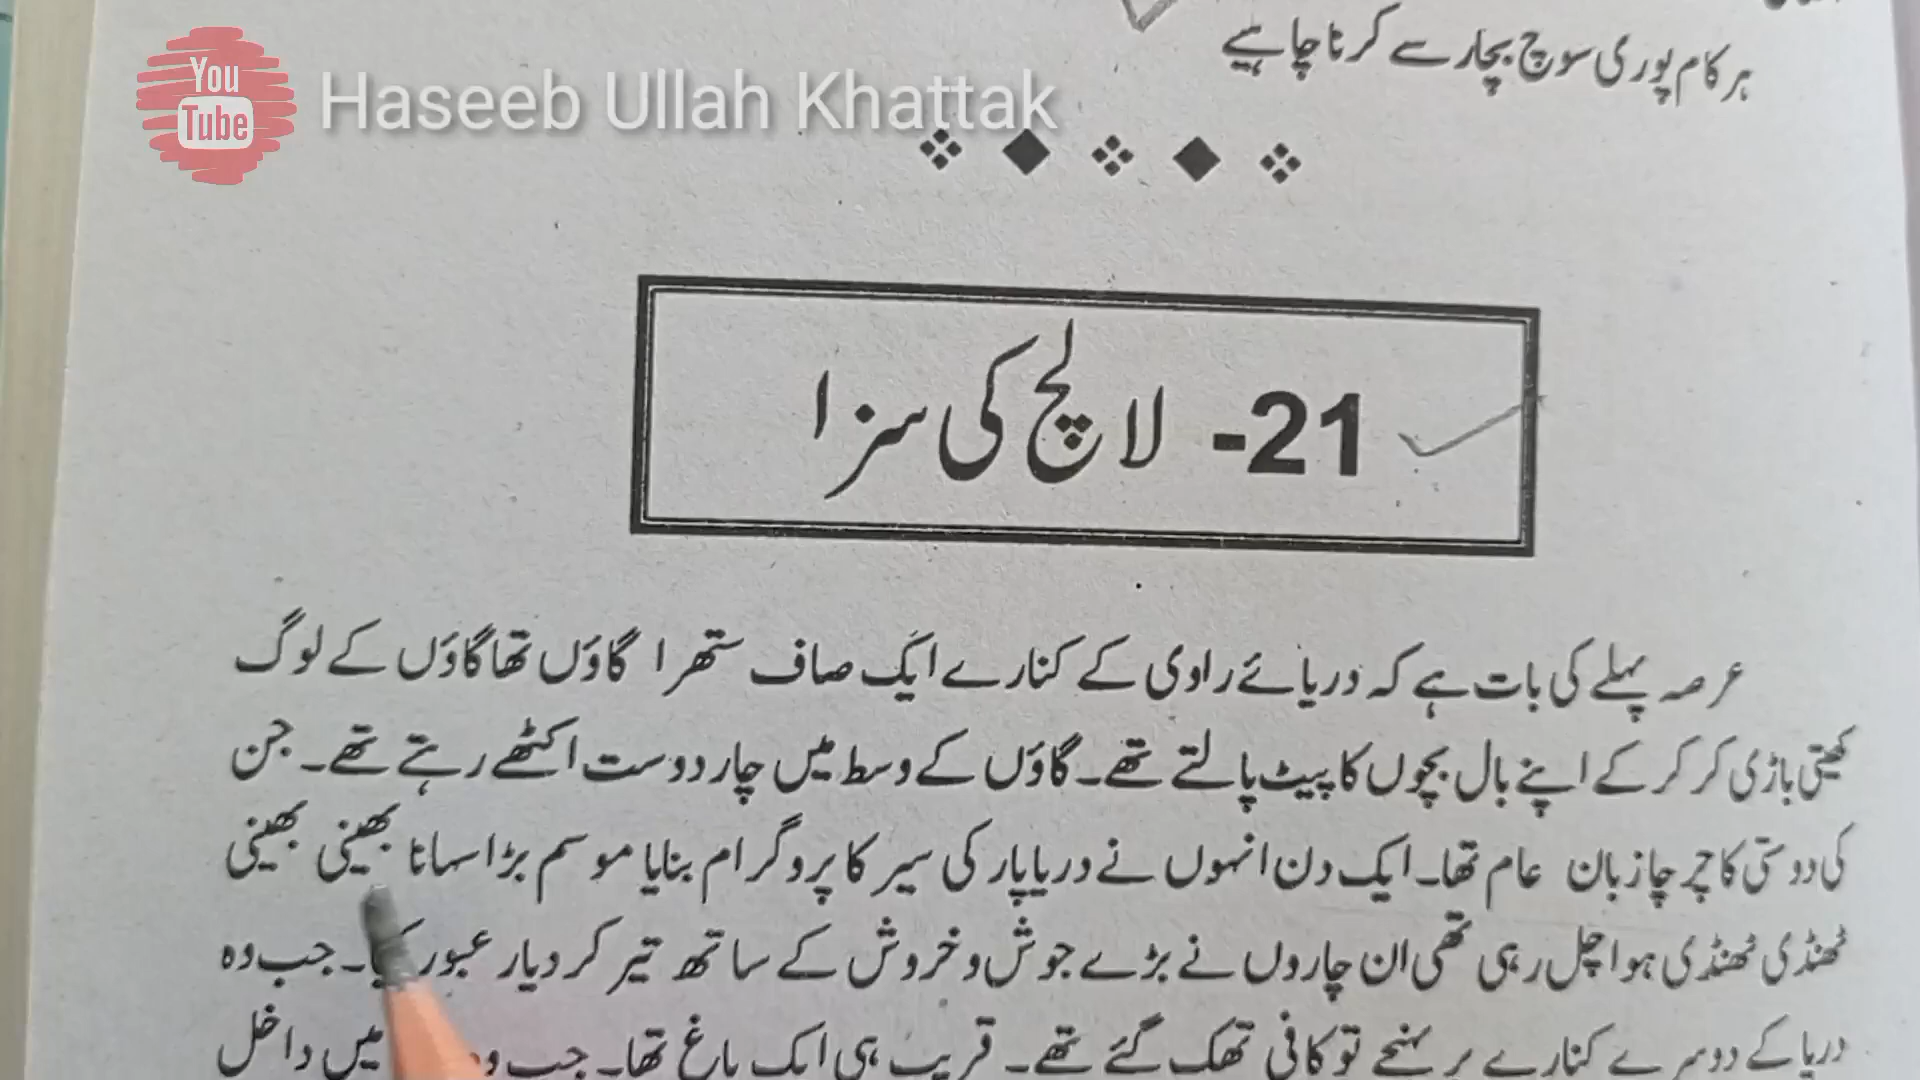 ہر کام پوری سوچ بچار سے کرنا چاہیے
You
Tube
Haseeb Ullah Khattak
21- لالچ کی سزا
عرصہ پہلے کی بات ہے کہ دریائے راوی کے کنارے ایک صاف ستھرا گاؤں تھا گاؤں کے لوگ
کھیتی باڑی کر کر کے اپنے بال بچوں کا پیٹ پالتے تھے۔ گاؤں کے وسط میں چار دوست اکٹھے رہتے تھے۔ جن
کی دوستی کا چرچا زبان عام تھا۔ ایک دن انہوں نے دریا پار کی سیر کا پروگرام بنایا موسم بڑا سہانا بھینی بھینی
ٹھنڈی ٹھنڈی ہوا چل رہی تھی ان چاروں نے بڑے جوش و خروش کے ساتھ تیر کر دیار عبور کیا۔ جب وہ
دریا کے دوسرے کنارے پر پہنچے تو کافی تھک گئے تھے۔ قریب ہی ایک باغ تھا۔ جب وہ میں داخل